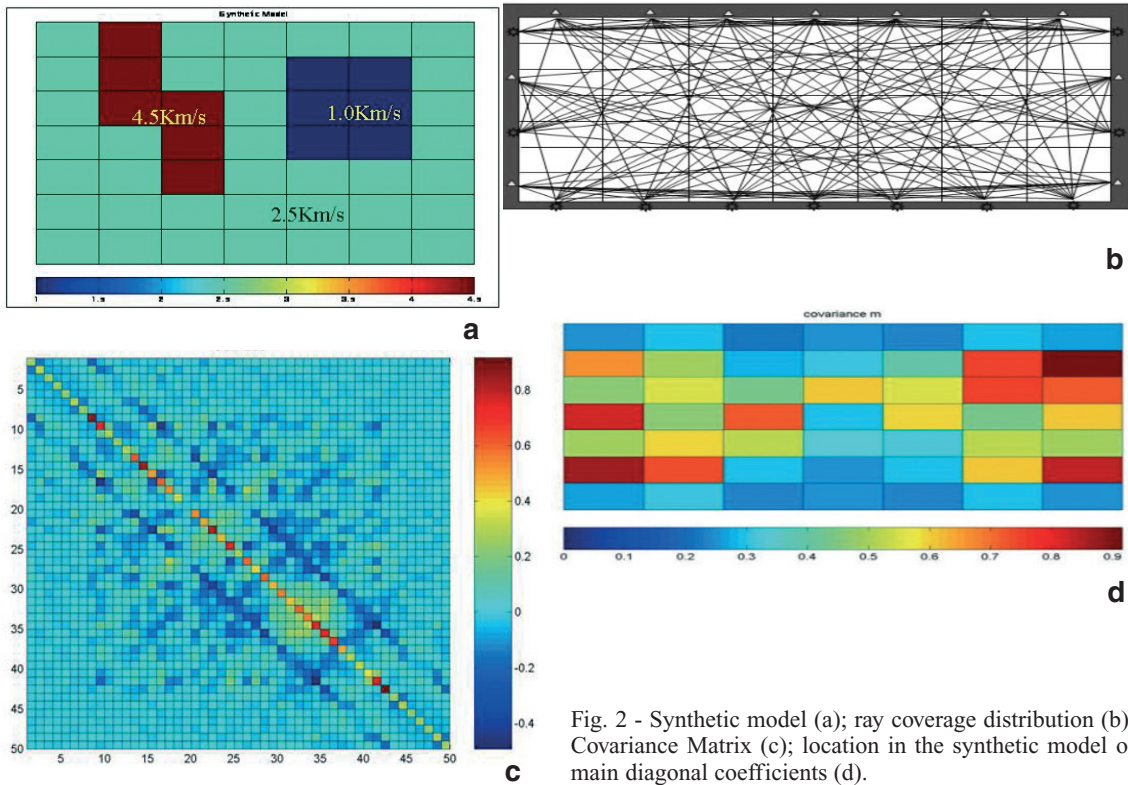 Synthetic Model
4.5Km/s
1.0Km/s
2.5Km/s
1 1.5 2 2.5 3 3.5 4 4.5
a
b
covariance m
0 0.1 0.2 0.3 0.4 0.5 0.6 0.7 0.8 0.9
d
5
10
15
20
25
30
35
40
45
50
5 10 15 20 25 30 35 40 45 50
0.8
0.6
0.4
0.2
0
-0.2
-0.4
c
Fig. 2 - Synthetic model (a); ray coverage distribution (b)
Covariance Matrix (c); location in the synthetic model o
main diagonal coefficients (d).